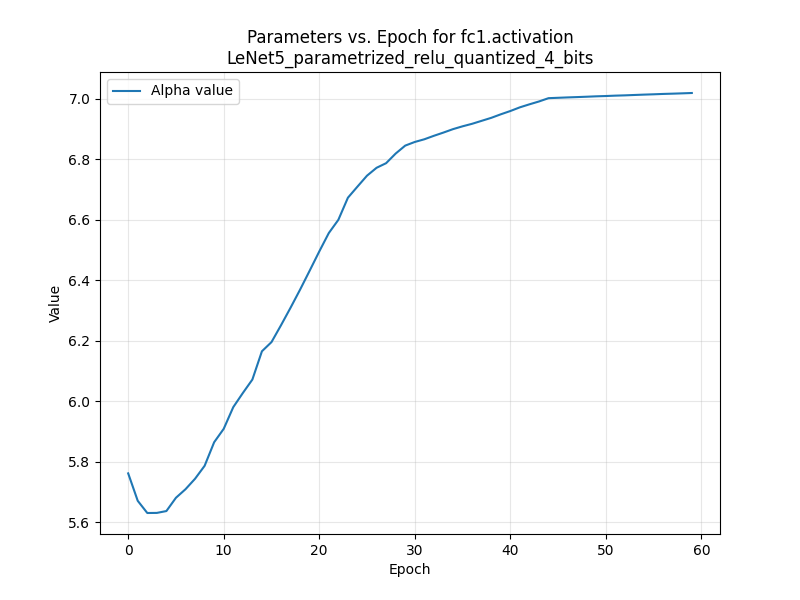 Parameters vs. Epoch for fc1.activation
LeNet5_parametrized_relu_quantized_4_bits
Alpha value
7.0
6.8
6.6
6.4
6.2
6.0
5.8
5.6
Value
0 10 20 30 40 50 60
Epoch